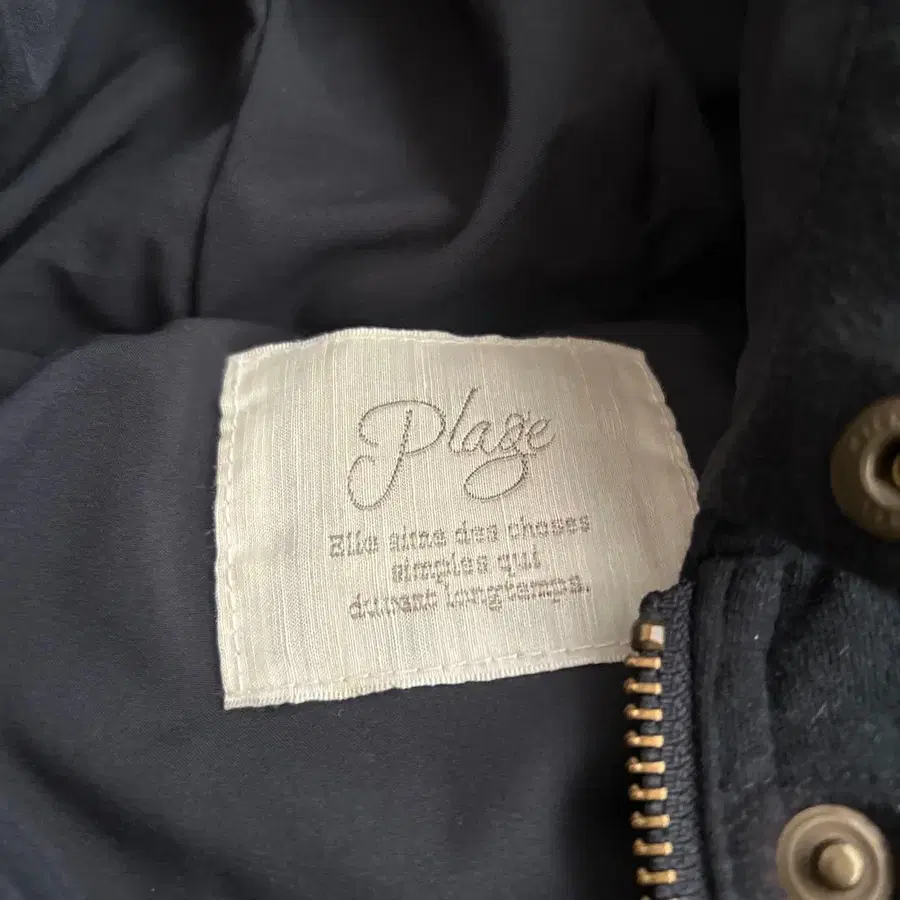 Plage
Elle aime des choses
simples qui
durent longtemps.